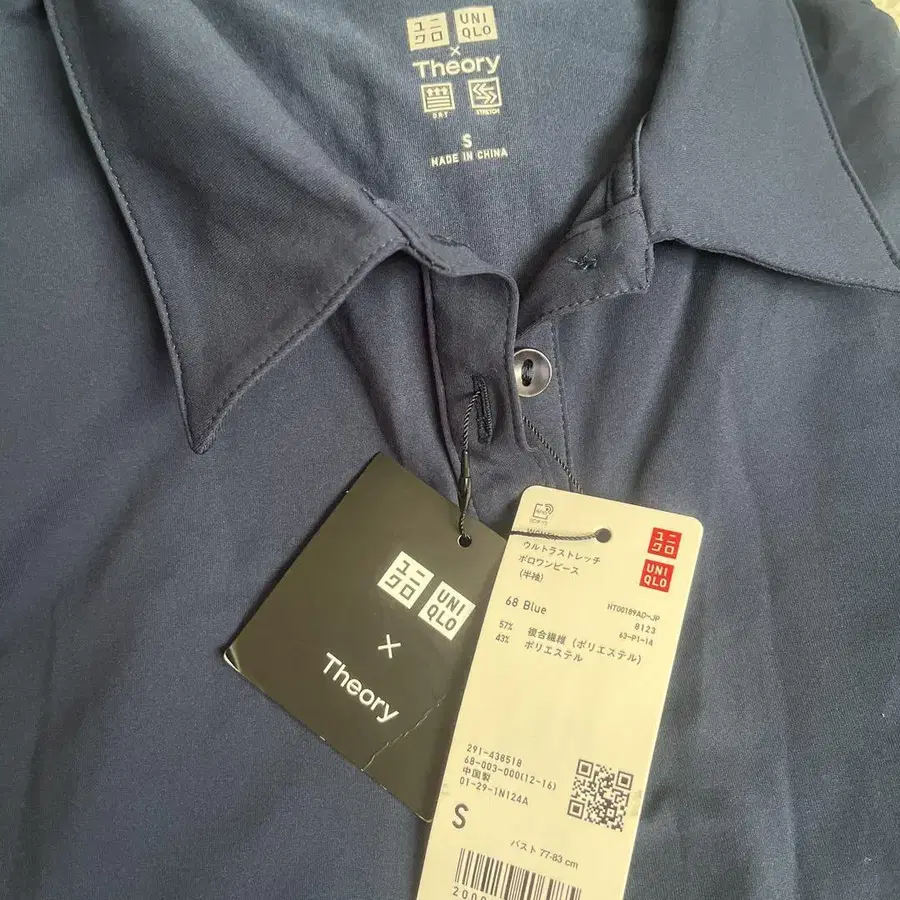 ユニ
クロ
UNI
QLO
×
Theory
DRY
STRETCH
S
MADE IN CHINA
ユニ
クロ
UNI
QLO
×
Theory
ユニ
クロ
UNI
QLO
ウルトラストレッチ
ポロワンピース
(半袖)
68 Blue
HT00189AD-JP
8123
63-P1-14
57% 複合繊維 (ポリエステル)
43% ポリエステル
291-438518
68-003-000(12-16)
中国製
01-29-1N124A
S
バスト 77-83 cm